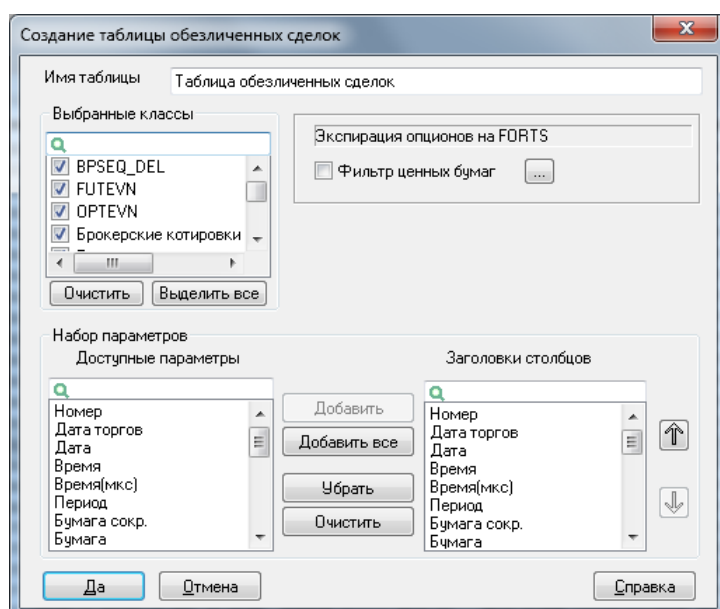 Создание таблицы обезличенных сделок
Имя таблицы
Таблица обезличенных сделок
Выбранные классы
BPSEQ_DEL
FUTEVN
OPTEVN
Брокерские котировки
Очистить
Выделить все
Экспирация опционов на FORTS
Фильтр ценных бумаг
...
Набор параметров
Доступные параметры
Номер
Дата торгов
Дата
Время
Время(мкс)
Период
Бумага сокр.
Бумага
Добавить
Добавить все
Убрать
Очистить
Заголовки столбцов
Номер
Дата торгов
Дата
Время
Время(мкс)
Период
Бумага сокр.
Бумага
Да
Отмена
Справка